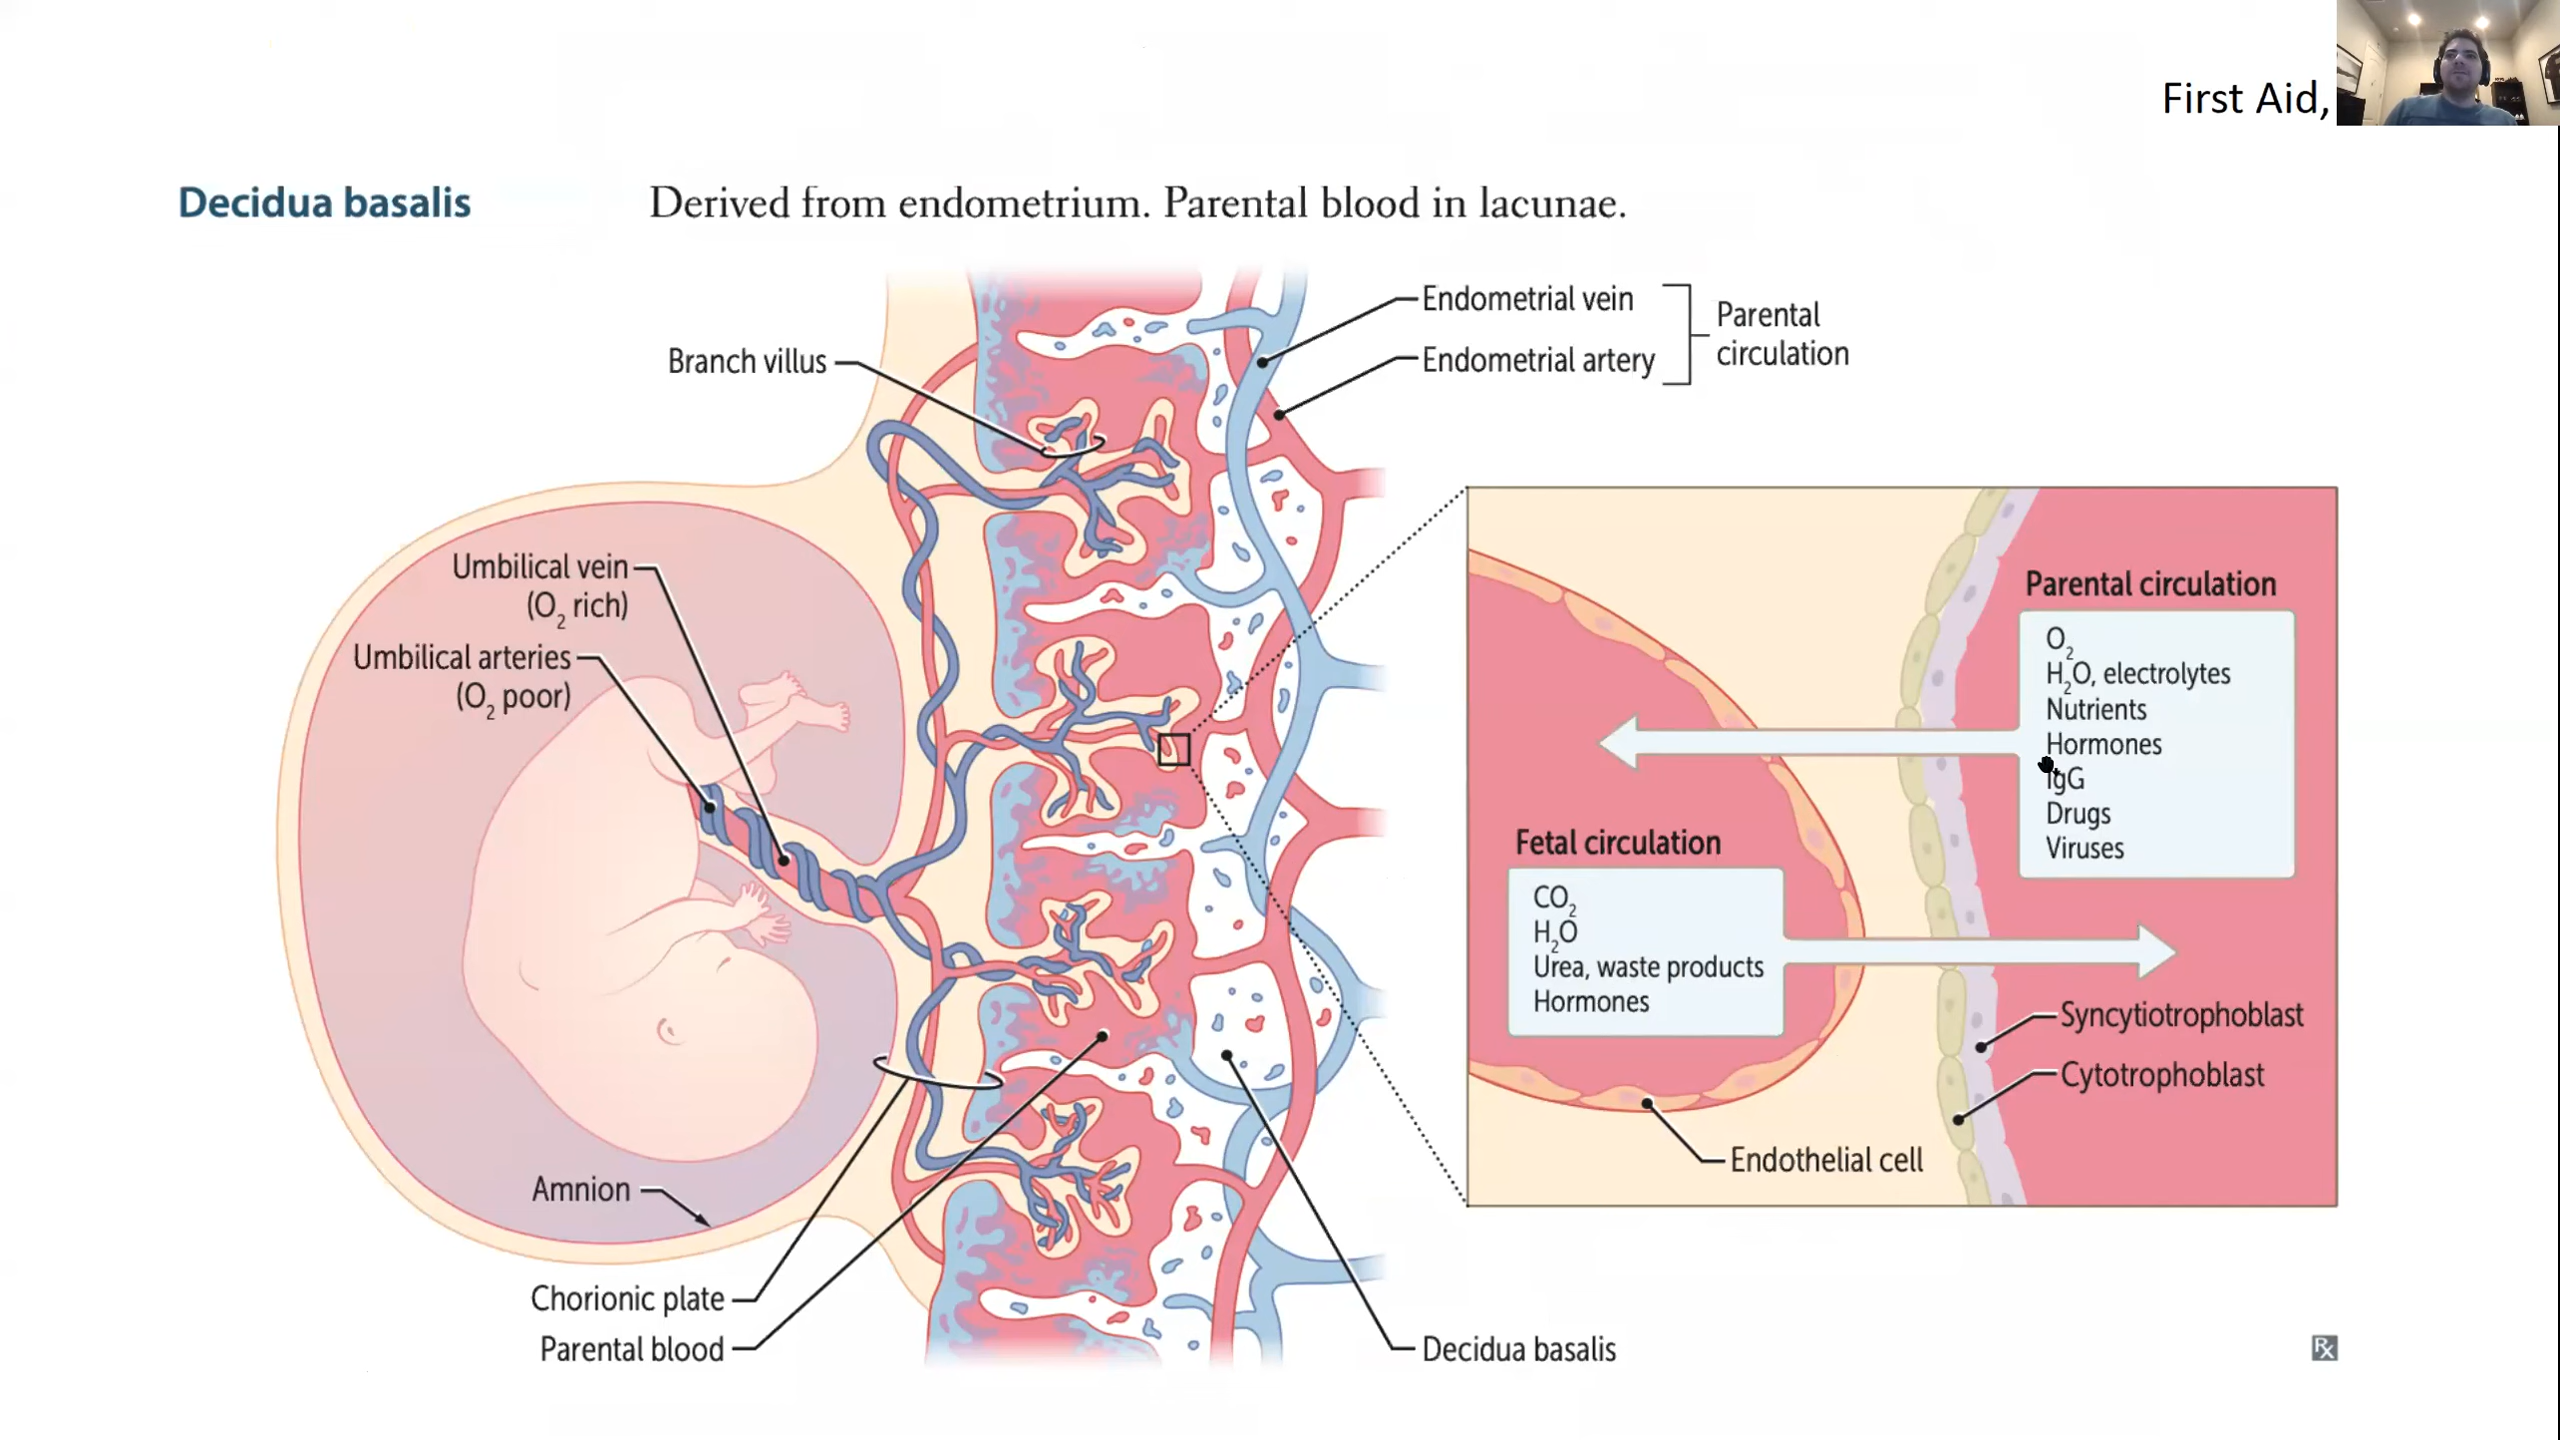 First Aid,
Decidua basalis
Derived from endometrium. Parental blood in lacunae.
Endometrial vein
Endometrial artery
Parental
circulation
Branch villus
Umbilical vein
(O₂ rich)
Umbilical arteries
(O₂ poor)
Parental circulation
O₂
H₂O, electrolytes
Nutrients
Hormones
IgG
Drugs
Viruses
Fetal circulation
CO₂
H₂O
Urea, waste products
Hormones
Syncytiotrophoblast
Cytotrophoblast
Endothelial cell
Amnion
Chorionic plate
Parental blood
Decidua basalis
Rx